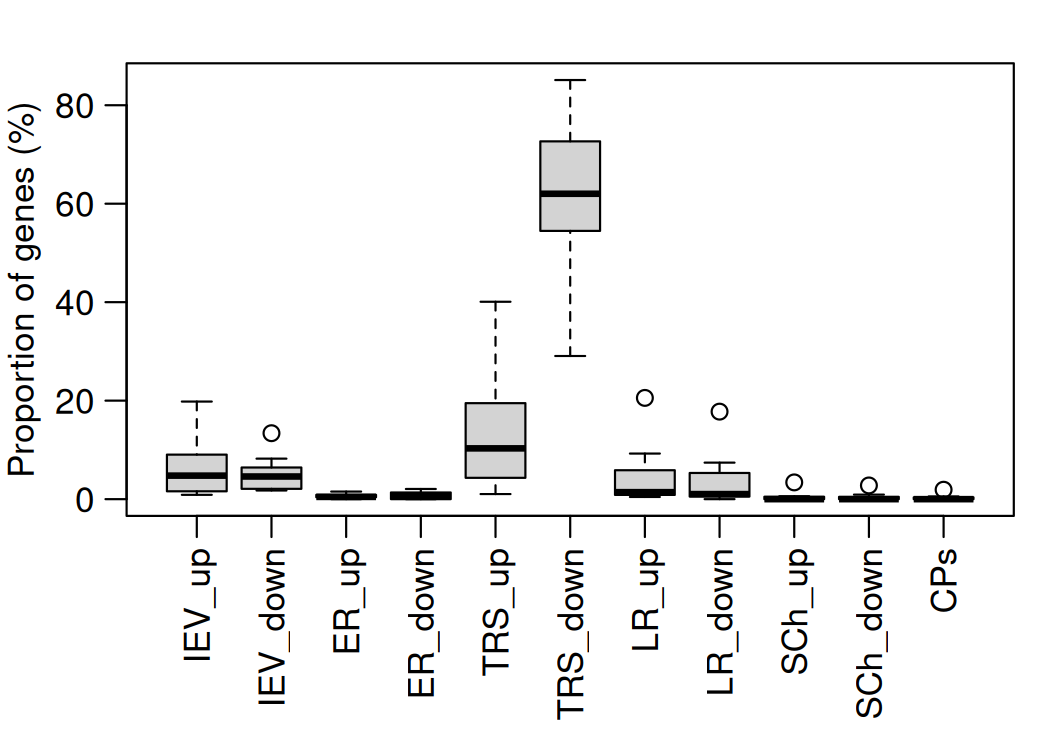 Proportion of genes (%)
80
60
40
20
0
IEV_up
IEV_down
ER_up
ER_down
TRS_up
TRS_down
LR_up
LR_down
SCh_up
SCh_down
CPs